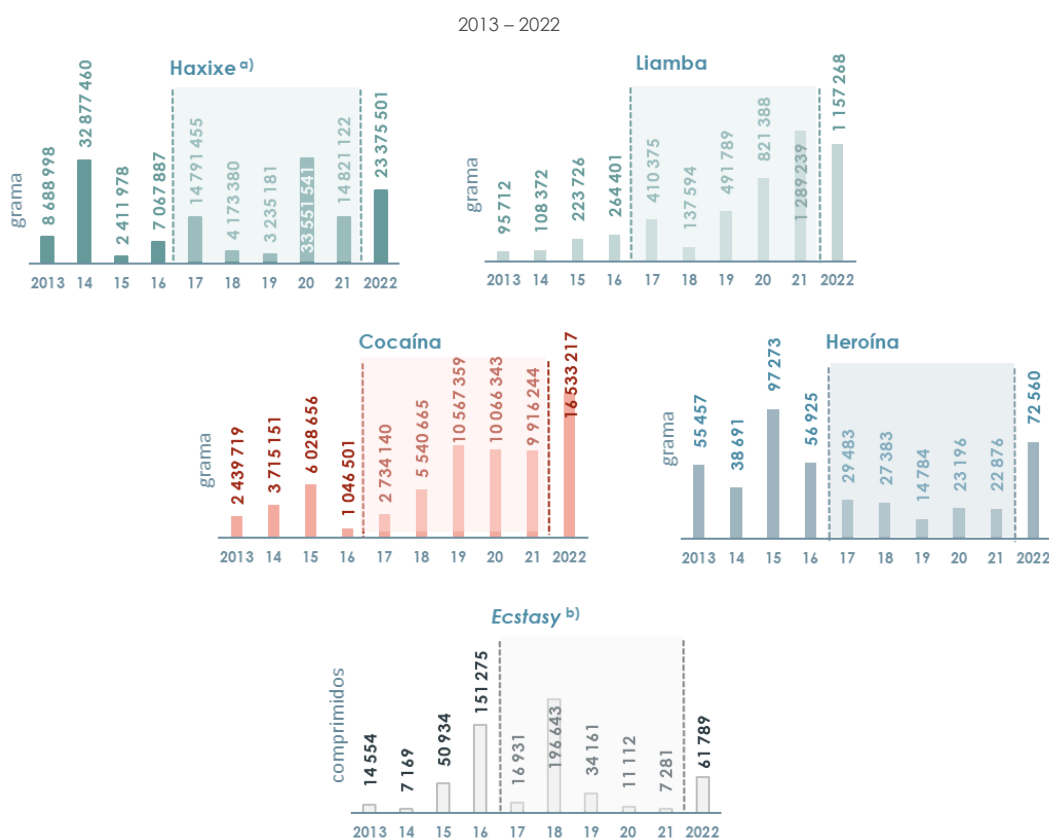 2013 – 2022
Haxixe a)
grama
8 688 998
32 877 460
2 411 978
7 067 887
14 791 455
4 173 380
3 235 181
33 551 541
14 821 122
23 375 501
2013 14 15 16 17 18 19 20 21 2022
Liamba
grama
95 712
108 372
223 726
264 401
410 375
137 594
491 789
821 388
1 289 239
1 157 268
2013 14 15 16 17 18 19 20 21 2022
Cocaína
grama
2 439 719
3 715 151
6 028 656
1 046 501
2 734 140
5 540 665
10 567 359
10 066 343
9 916 244
16 533 217
2013 14 15 16 17 18 19 20 21 2022
Heroína
grama
55 457
38 691
97 273
56 925
29 483
27 383
14 784
23 196
22 876
72 560
2013 14 15 16 17 18 19 20 21 2022
Ecstasy b)
comprimidos
14 554
7 169
50 934
151 275
16 931
196 643
34 161
11 112
7 281
61 789
2013 14 15 16 17 18 19 20 21 2022